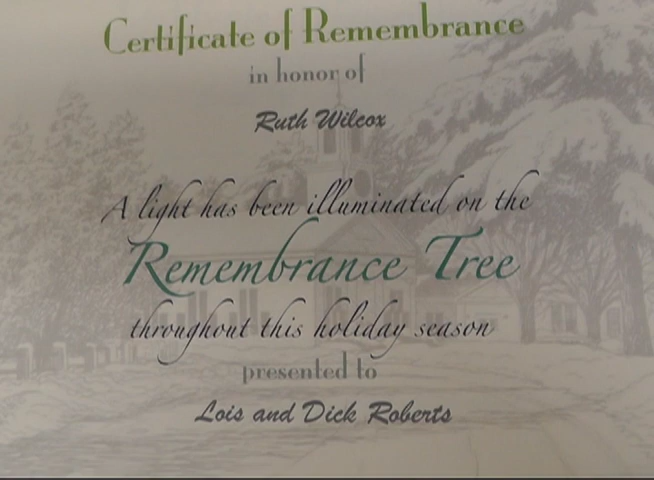 Certificate of Remembrance
in honor of
Ruth Wilcox
A light has been illuminated on the
Remembrance Tree
throughout this holiday season
presented to
Lois and Dick Roberts